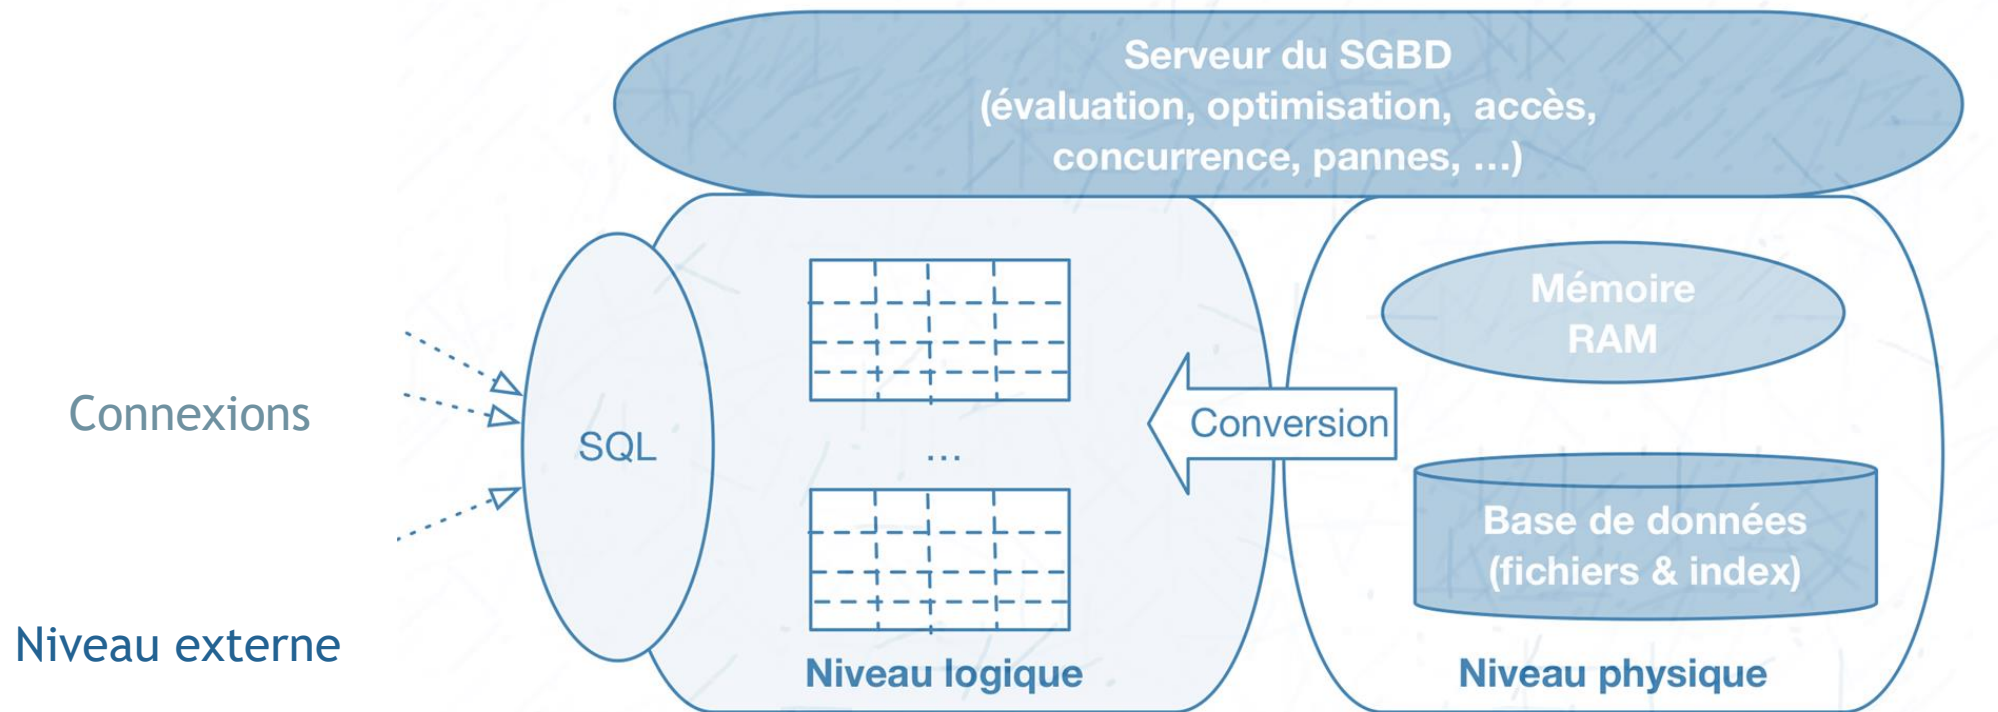 Serveur du SGBD
(évaluation, optimisation, accès,
concurrence, pannes, ...)
Connexions
SQL
...
Conversion
Mémoire
RAM
Base de données
(fichiers & index)
Niveau externe
Niveau logique
Niveau physique